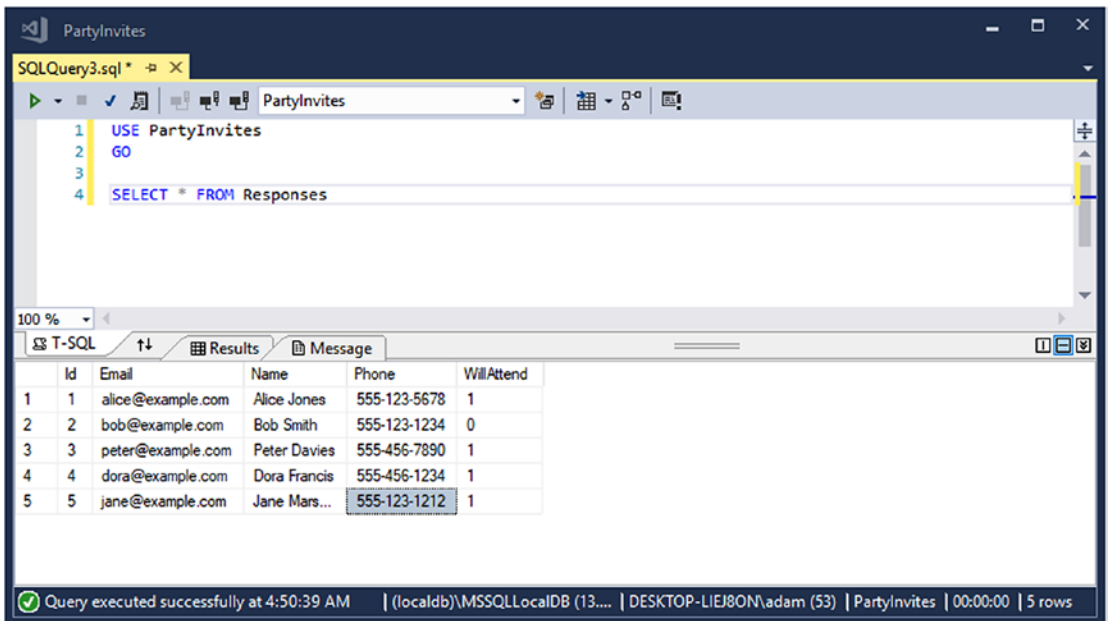 PartyInvites
SQLQuery3.sql *
PartyInvites
1 USE PartyInvites
2 GO
3
4 SELECT * FROM Responses
100 %
T-SQL Results Message
Id Email Name Phone WillAttend
1 1 alice@example.com Alice Jones 555-123-5678 1
2 2 bob@example.com Bob Smith 555-123-1234 0
3 3 peter@example.com Peter Davies 555-456-7890 1
4 4 dora@example.com Dora Francis 555-456-1234 1
5 5 jane@example.com Jane Mars... 555-123-1212 1
Query executed successfully at 4:50:39 AM | (localdb)\MSSQLLocalDB (13.... | DESKTOP-LIEJ8ON\adam (53) | PartyInvites | 00:00:00 | 5 rows